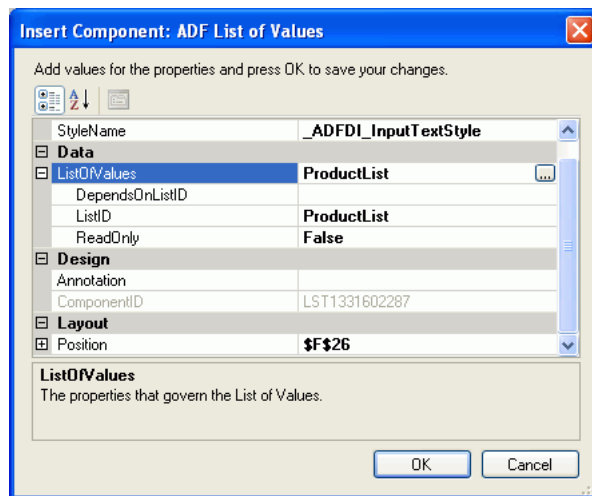 Insert Component: ADF List of Values
Add values for the properties and press OK to save your changes.
StyleName _ADFDI_InputTextStyle
Data
ListOfValues ProductList ...
DependsOnListID
ListID ProductList
ReadOnly False
Design
Annotation
ComponentID LST1331602287
Layout
Position $F$26
ListOfValues
The properties that govern the List of Values.
OK Cancel